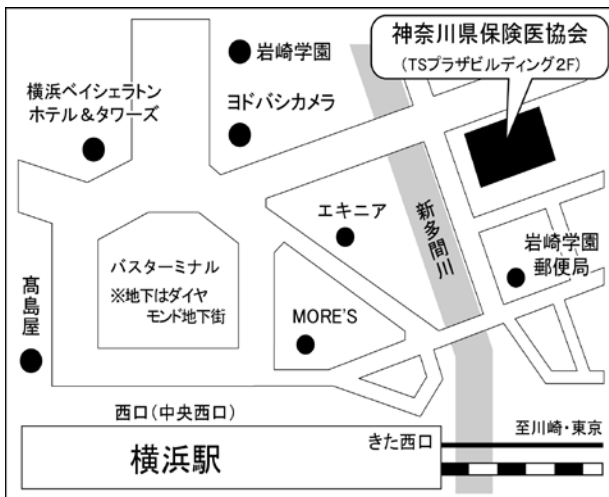 神奈川県保険医協会
(TSプラザビルディング2F)
岩崎学園
横浜ベイシェラトン
ホテル&タワーズ
ヨドバシカメラ
エキニア
新多間川
岩崎学園
郵便局
バスターミナル
※地下はダイヤ
モンド地下街
髙島屋
MORE'S
西口(中央西口)
きた西口
至川崎・東京
横浜駅